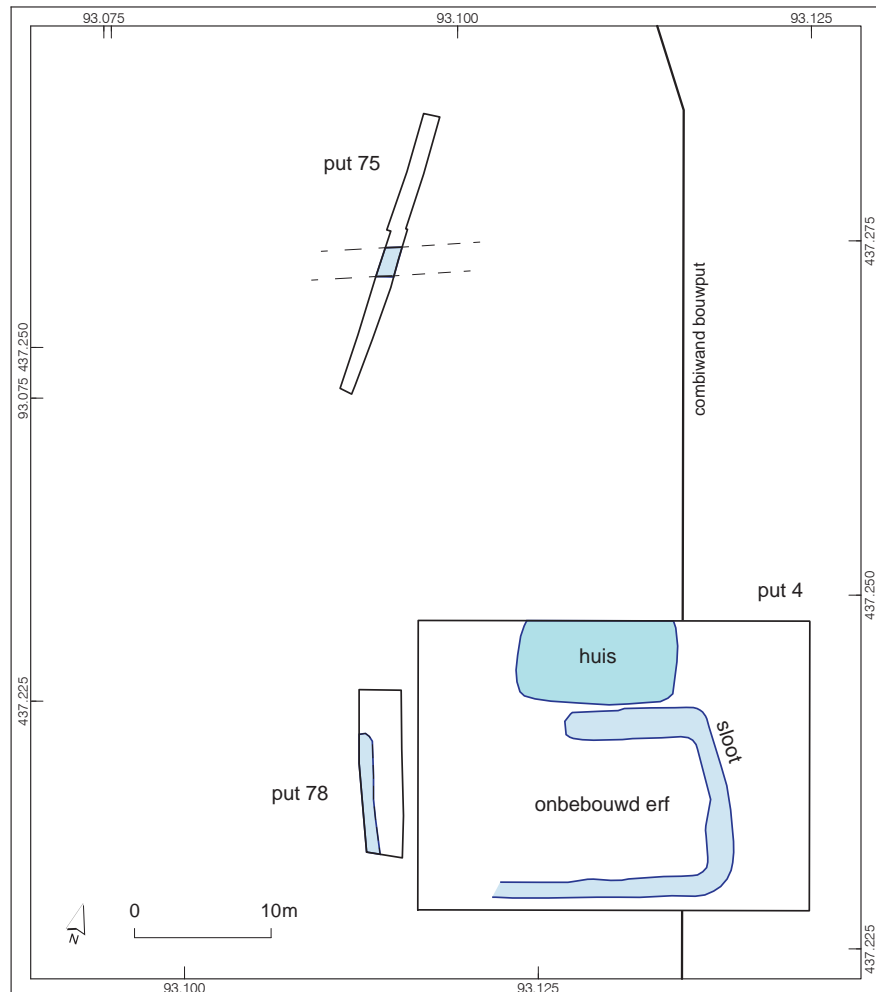 93.075
93.100
93.125
put 75
437.275
combiwand bouwput
437.250
93.075
put 4
437.250
huis
437.225
sloot
put 78
onbebouwd erf
0
10m
N
437.225
93.100
93.125